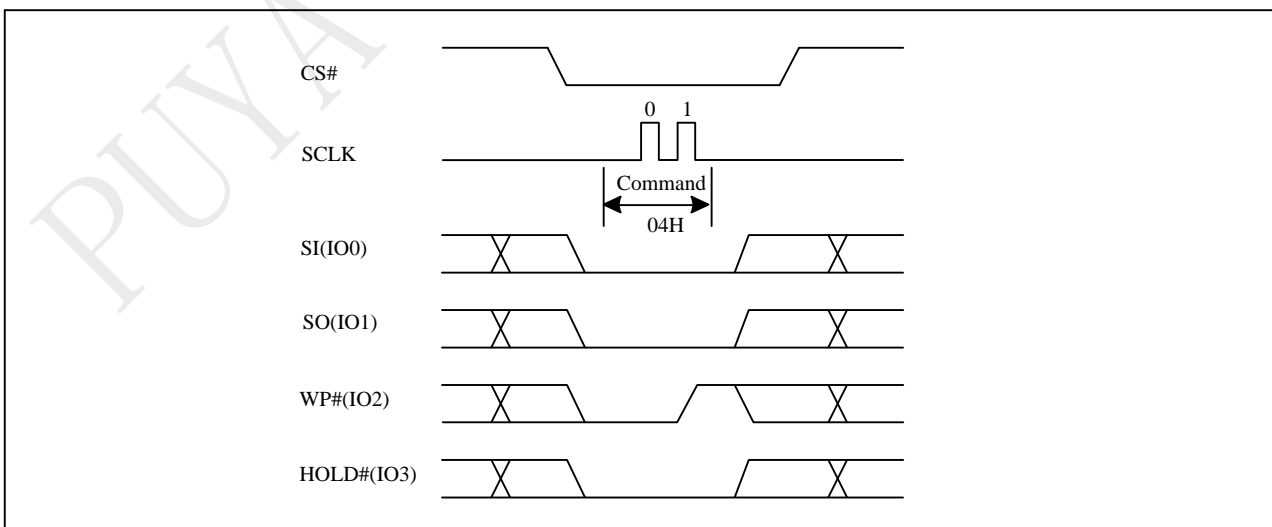 PUYA
CS#
0 1
SCLK
Command
04H
SI(IO0)
SO(IO1)
WP#(IO2)
HOLD#(IO3)